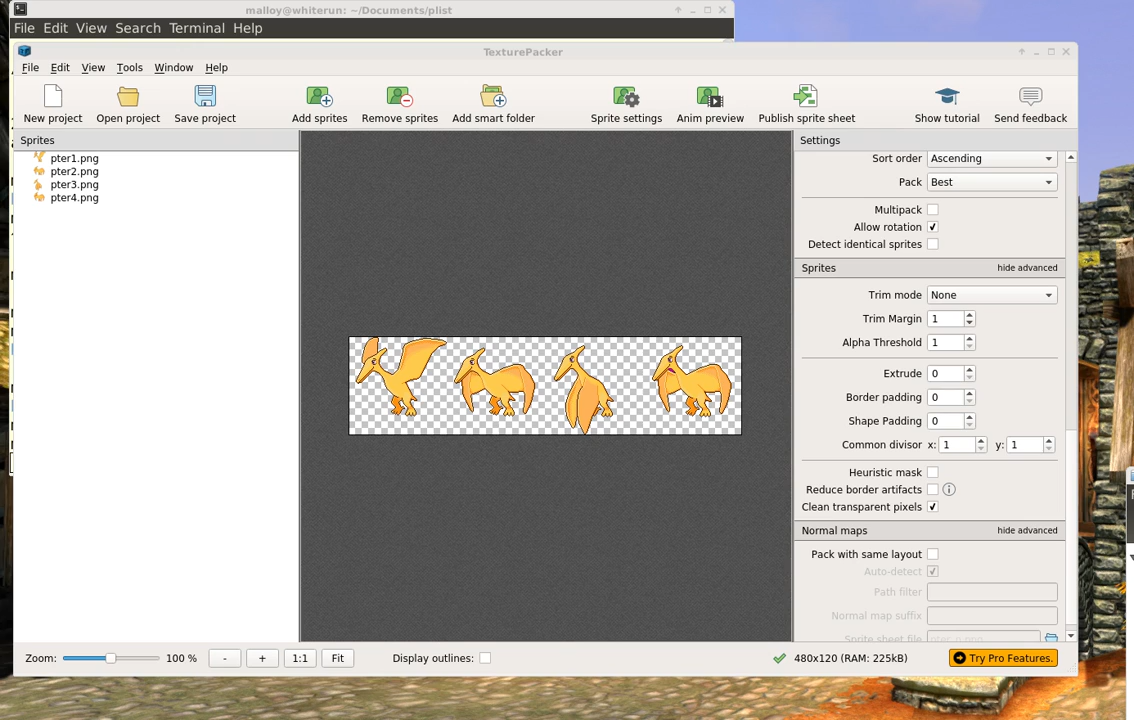 malloy@whiterun: ~/Documents/plist
File Edit View Search Terminal Help
TexturePacker
File Edit View Tools Window Help
New project Open project Save project Add sprites Remove sprites Add smart folder Sprite settings Anim preview Publish sprite sheet Show tutorial Send feedback
Sprites
pter1.png
pter2.png
pter3.png
pter4.png
Settings
Sort order Ascending
Pack Best
Multipack
Allow rotation
Detect identical sprites
Sprites hide advanced
Trim mode None
Trim Margin 1
Alpha Threshold 1
Extrude 0
Border padding 0
Shape Padding 0
Common divisor x: 1 y: 1
Heuristic mask
Reduce border artifacts
Clean transparent pixels
Normal maps hide advanced
Pack with same layout
Auto-detect
Path filter
Normal map suffix
Sprite sheet file
Zoom: 100 % - + 1:1 Fit Display outlines: 480x120 (RAM: 225kB) Try Pro Features.